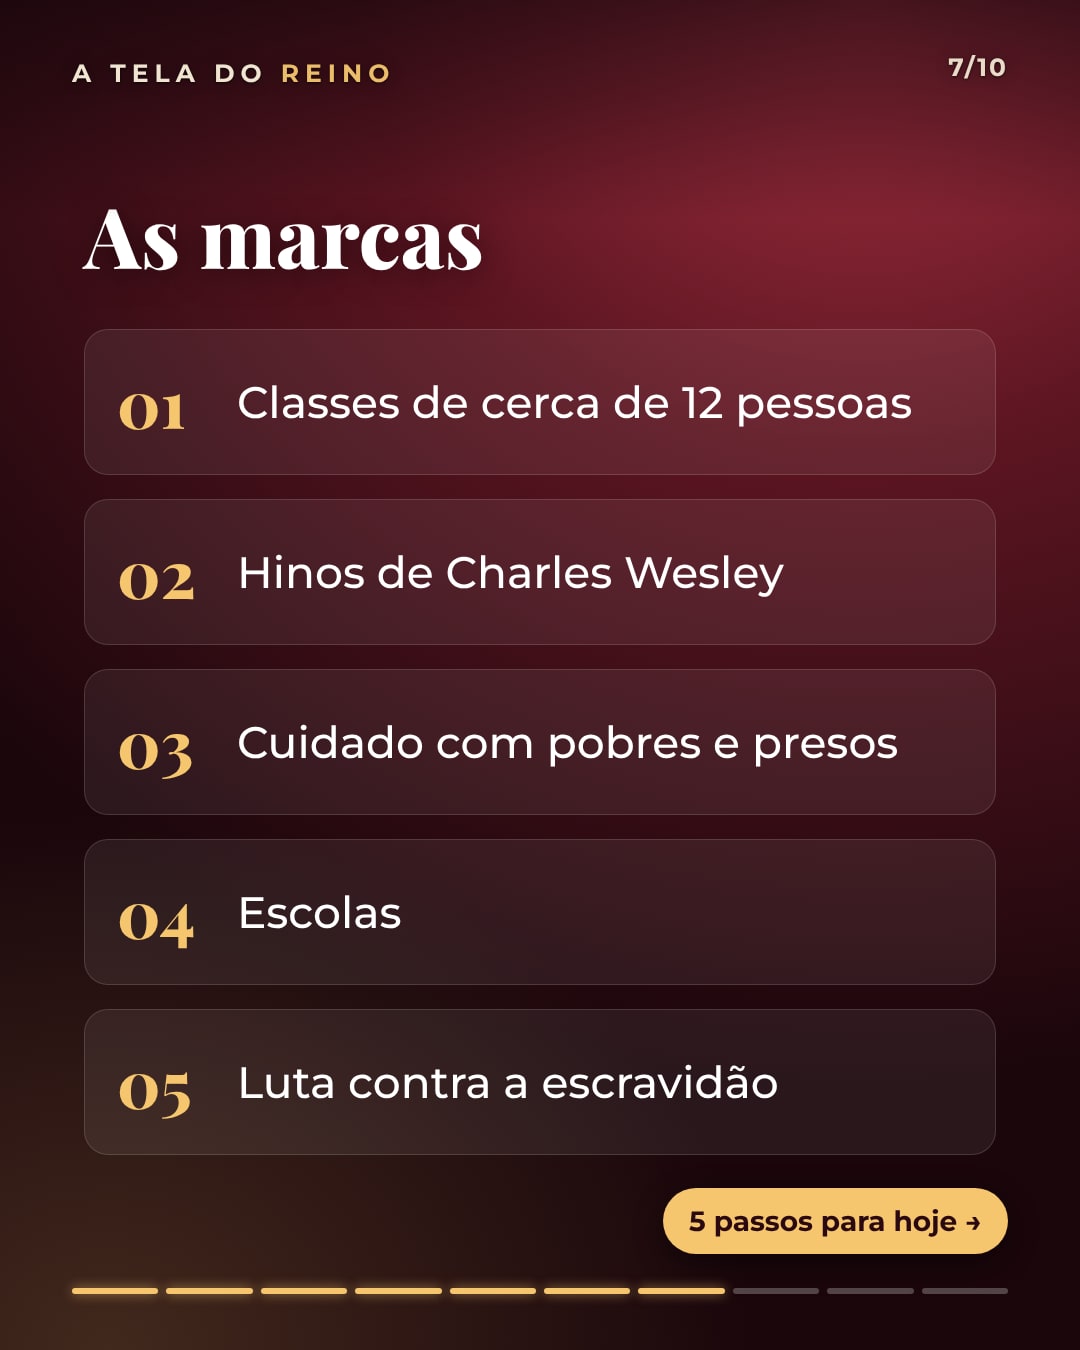 A TELA DO REINO
7/10
As marcas
01 Classes de cerca de 12 pessoas
02 Hinos de Charles Wesley
03 Cuidado com pobres e presos
04 Escolas
05 Luta contra a escravidão
5 passos para hoje →